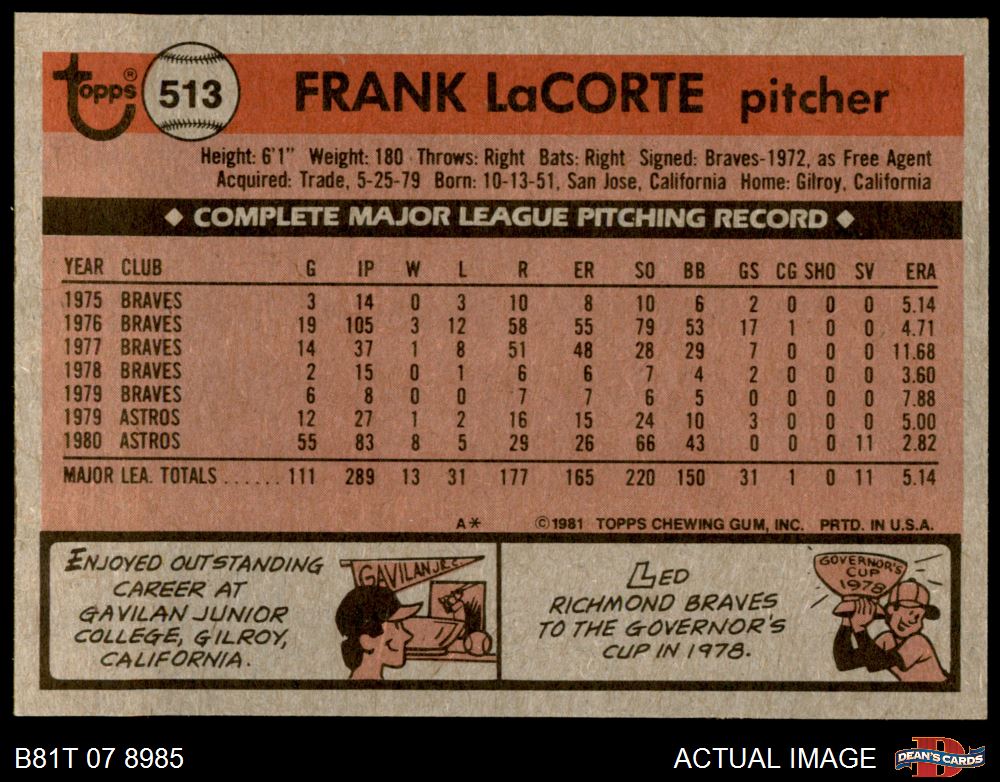 topps®
513
FRANK LaCORTE pitcher
Height: 6'1" Weight: 180 Throws: Right Bats: Right Signed: Braves-1972, as Free Agent
Acquired: Trade, 5-25-79 Born: 10-13-51, San Jose, California Home: Gilroy, California
◆ COMPLETE MAJOR LEAGUE PITCHING RECORD ◆
YEAR CLUB G IP W L R ER SO BB GS CG SHO SV ERA
1975 BRAVES 3 14 0 3 10 8 10 6 2 0 0 0 5.14
1976 BRAVES 19 105 3 12 58 55 79 53 17 1 0 0 4.71
1977 BRAVES 14 37 1 8 51 48 28 29 7 0 0 0 11.68
1978 BRAVES 2 15 0 1 6 6 7 4 2 0 0 0 3.60
1979 BRAVES 6 8 0 0 7 7 6 5 0 0 0 0 7.88
1979 ASTROS 12 27 1 2 16 15 24 10 3 0 0 0 5.00
1980 ASTROS 55 83 8 5 29 26 66 43 0 0 0 11 2.82
MAJOR LEA. TOTALS ...... 111 289 13 31 177 165 220 150 31 1 0 11 5.14
A* ©1981 TOPPS CHEWING GUM, INC. PRTD. IN U.S.A.
ENJOYED OUTSTANDING
CAREER AT
GAVILAN JUNIOR
COLLEGE, GILROY,
CALIFORNIA.
GAVILAN JR.C.
LED
RICHMOND BRAVES
TO THE GOVERNOR'S
CUP IN 1978.
GOVERNOR'S
CUP
1978
B81T 07 8985
ACTUAL IMAGE
DEAN'S CARDS